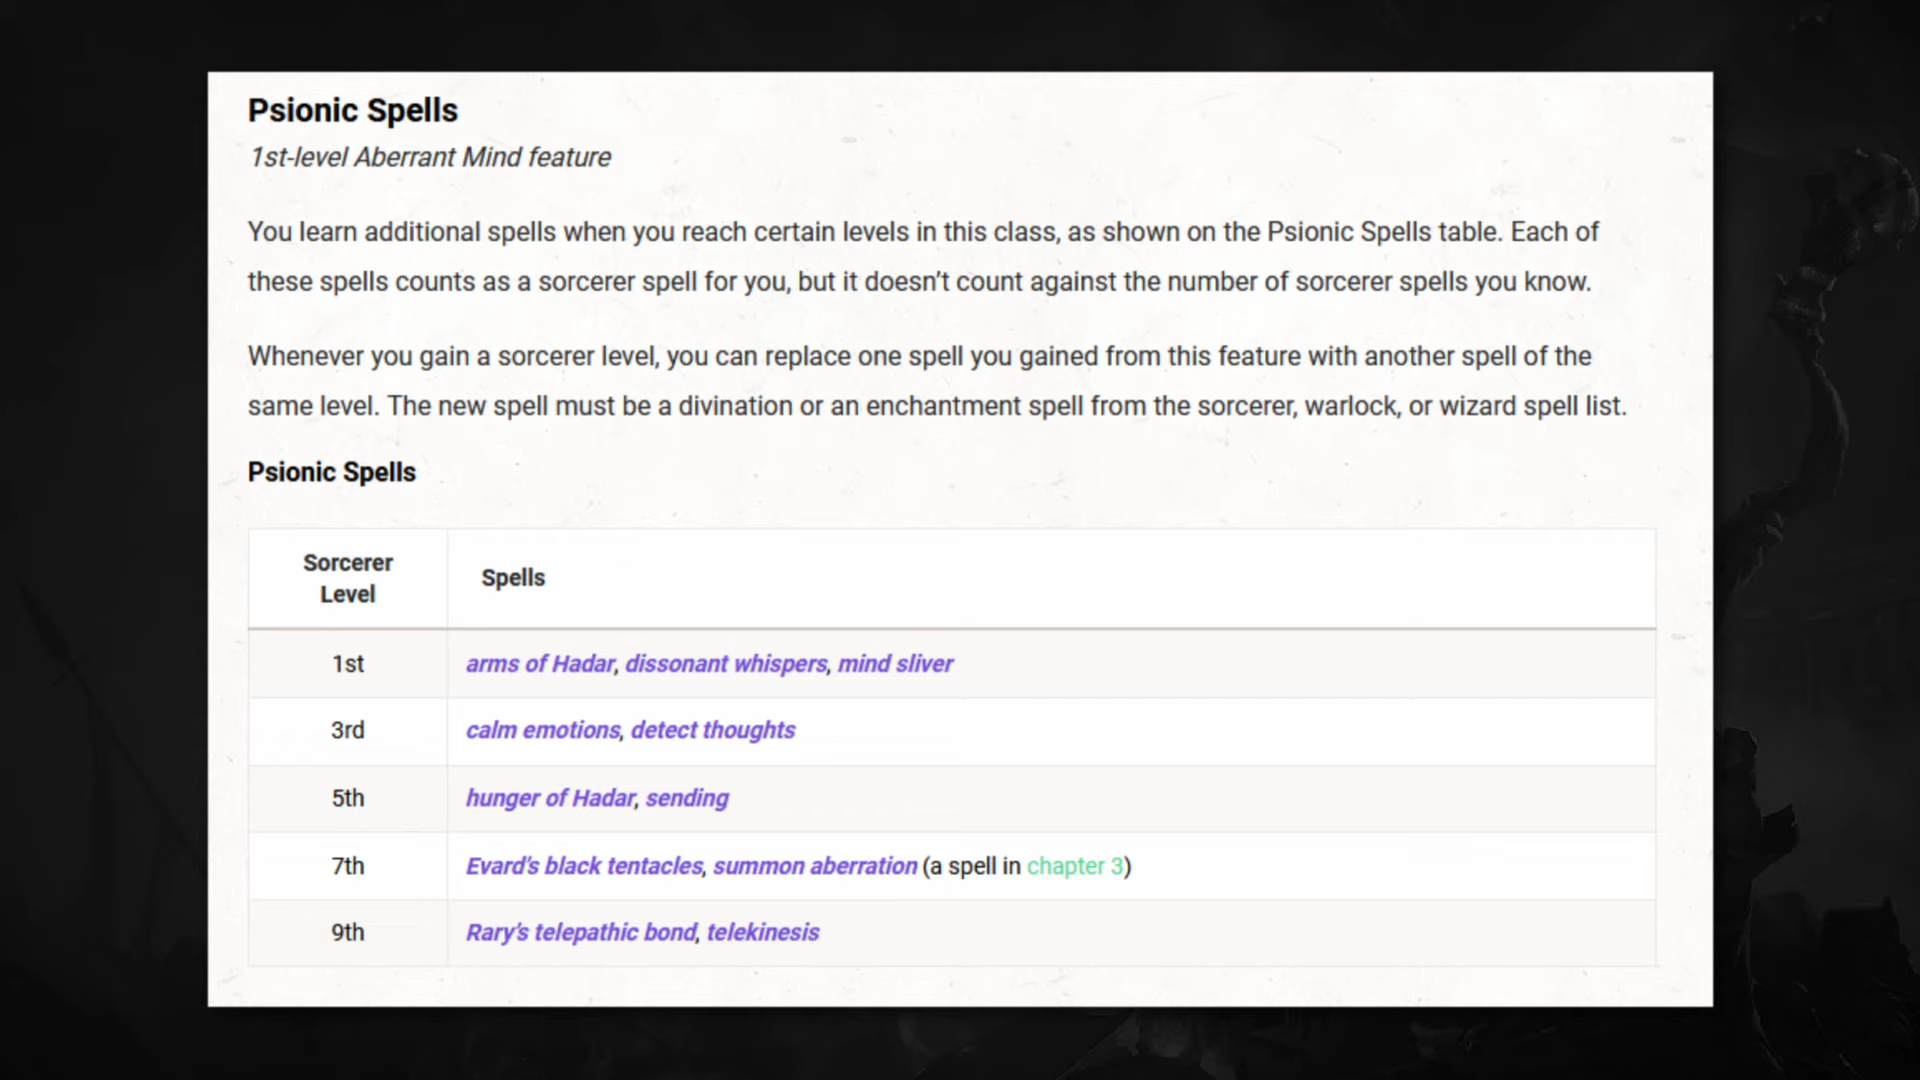 Psionic Spells
1st-level Aberrant Mind feature
You learn additional spells when you reach certain levels in this class, as shown on the Psionic Spells table. Each of
these spells counts as a sorcerer spell for you, but it doesn’t count against the number of sorcerer spells you know.
Whenever you gain a sorcerer level, you can replace one spell you gained from this feature with another spell of the
same level. The new spell must be a divination or an enchantment spell from the sorcerer, warlock, or wizard spell list.
Psionic Spells
Sorcerer
Level
Spells
1st arms of Hadar, dissonant whispers, mind sliver
3rd calm emotions, detect thoughts
5th hunger of Hadar, sending
7th Evard’s black tentacles, summon aberration (a spell in chapter 3)
9th Rary’s telepathic bond, telekinesis